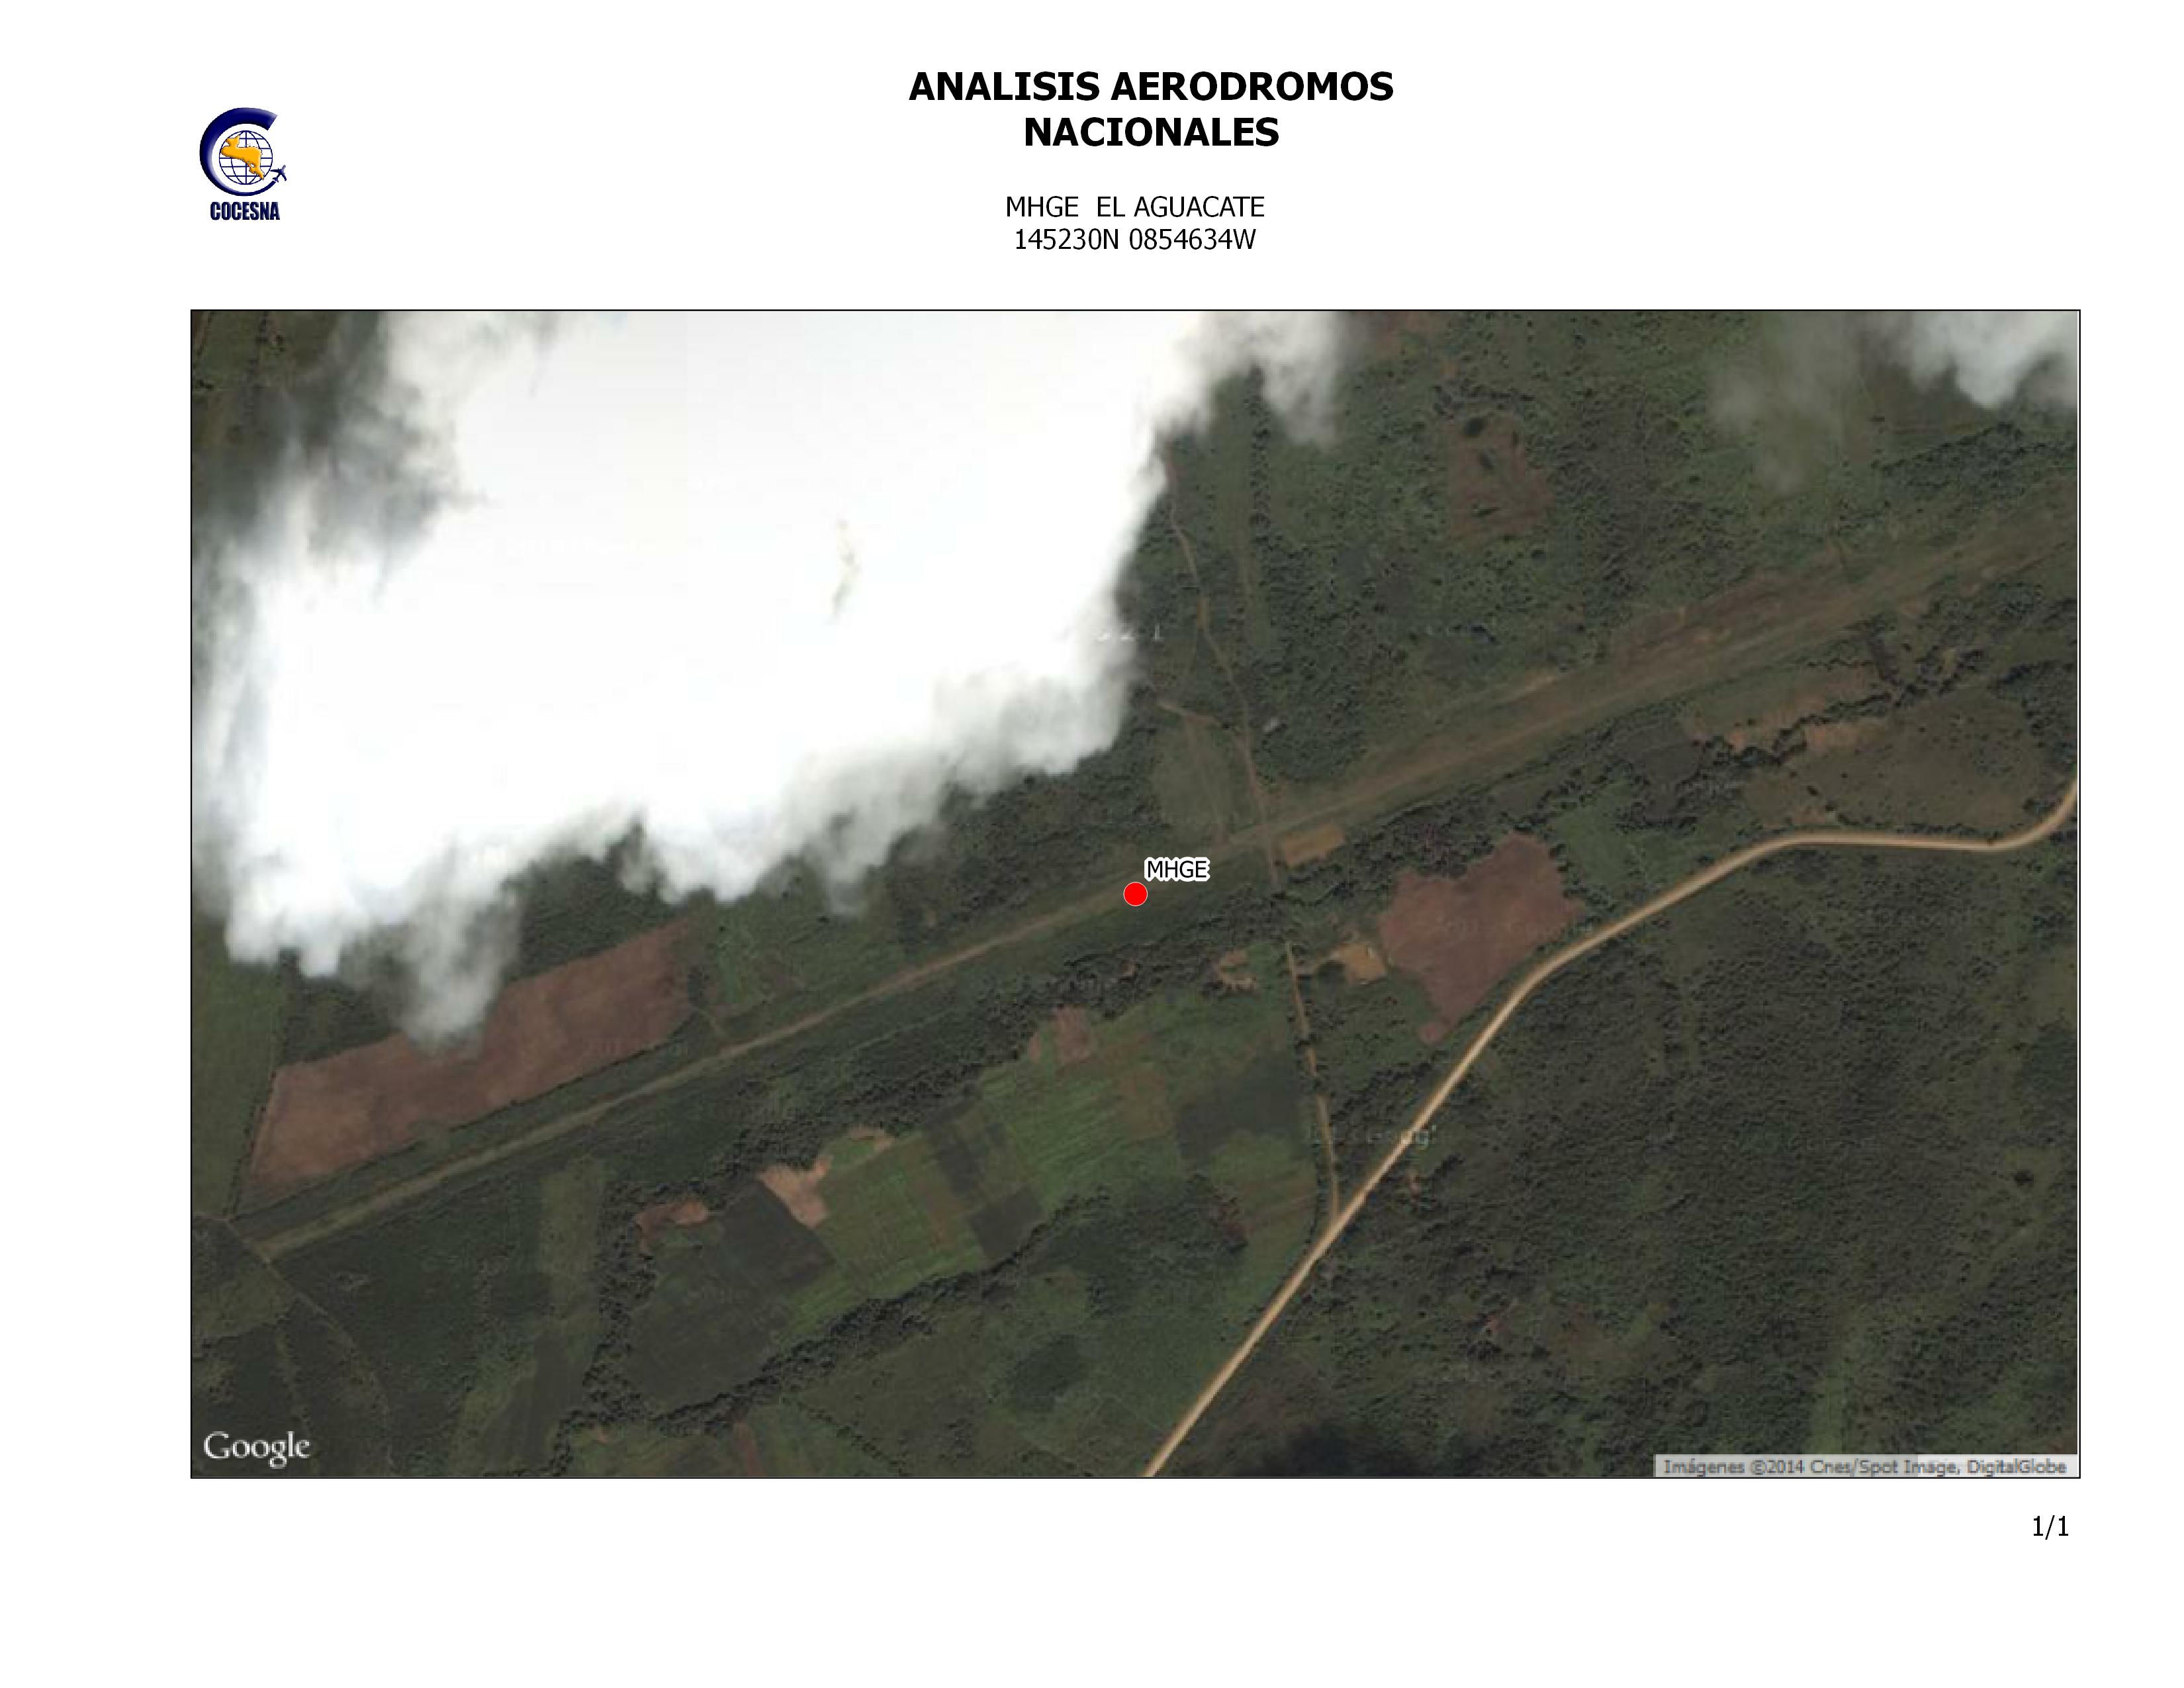 ANALISIS AERODROMOS
NACIONALES
COCESNA
MHGE EL AGUACATE
145230N 0854634W
MHGE
Google
Imágenes ©2014 Cnes/Spot Image, DigitalGlobe
1/1